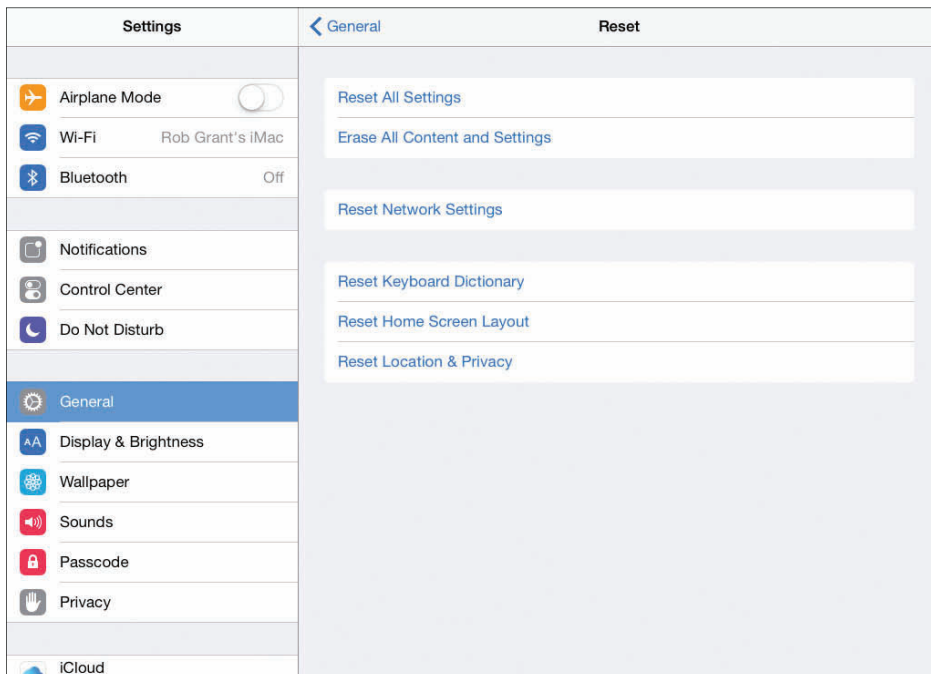 Settings
Airplane Mode
Wi-Fi Rob Grant's iMac
Bluetooth Off
Notifications
Control Center
Do Not Disturb
General
AA Display & Brightness
Wallpaper
Sounds
Passcode
Privacy
iCloud
General Reset
Reset All Settings
Erase All Content and Settings
Reset Network Settings
Reset Keyboard Dictionary
Reset Home Screen Layout
Reset Location & Privacy